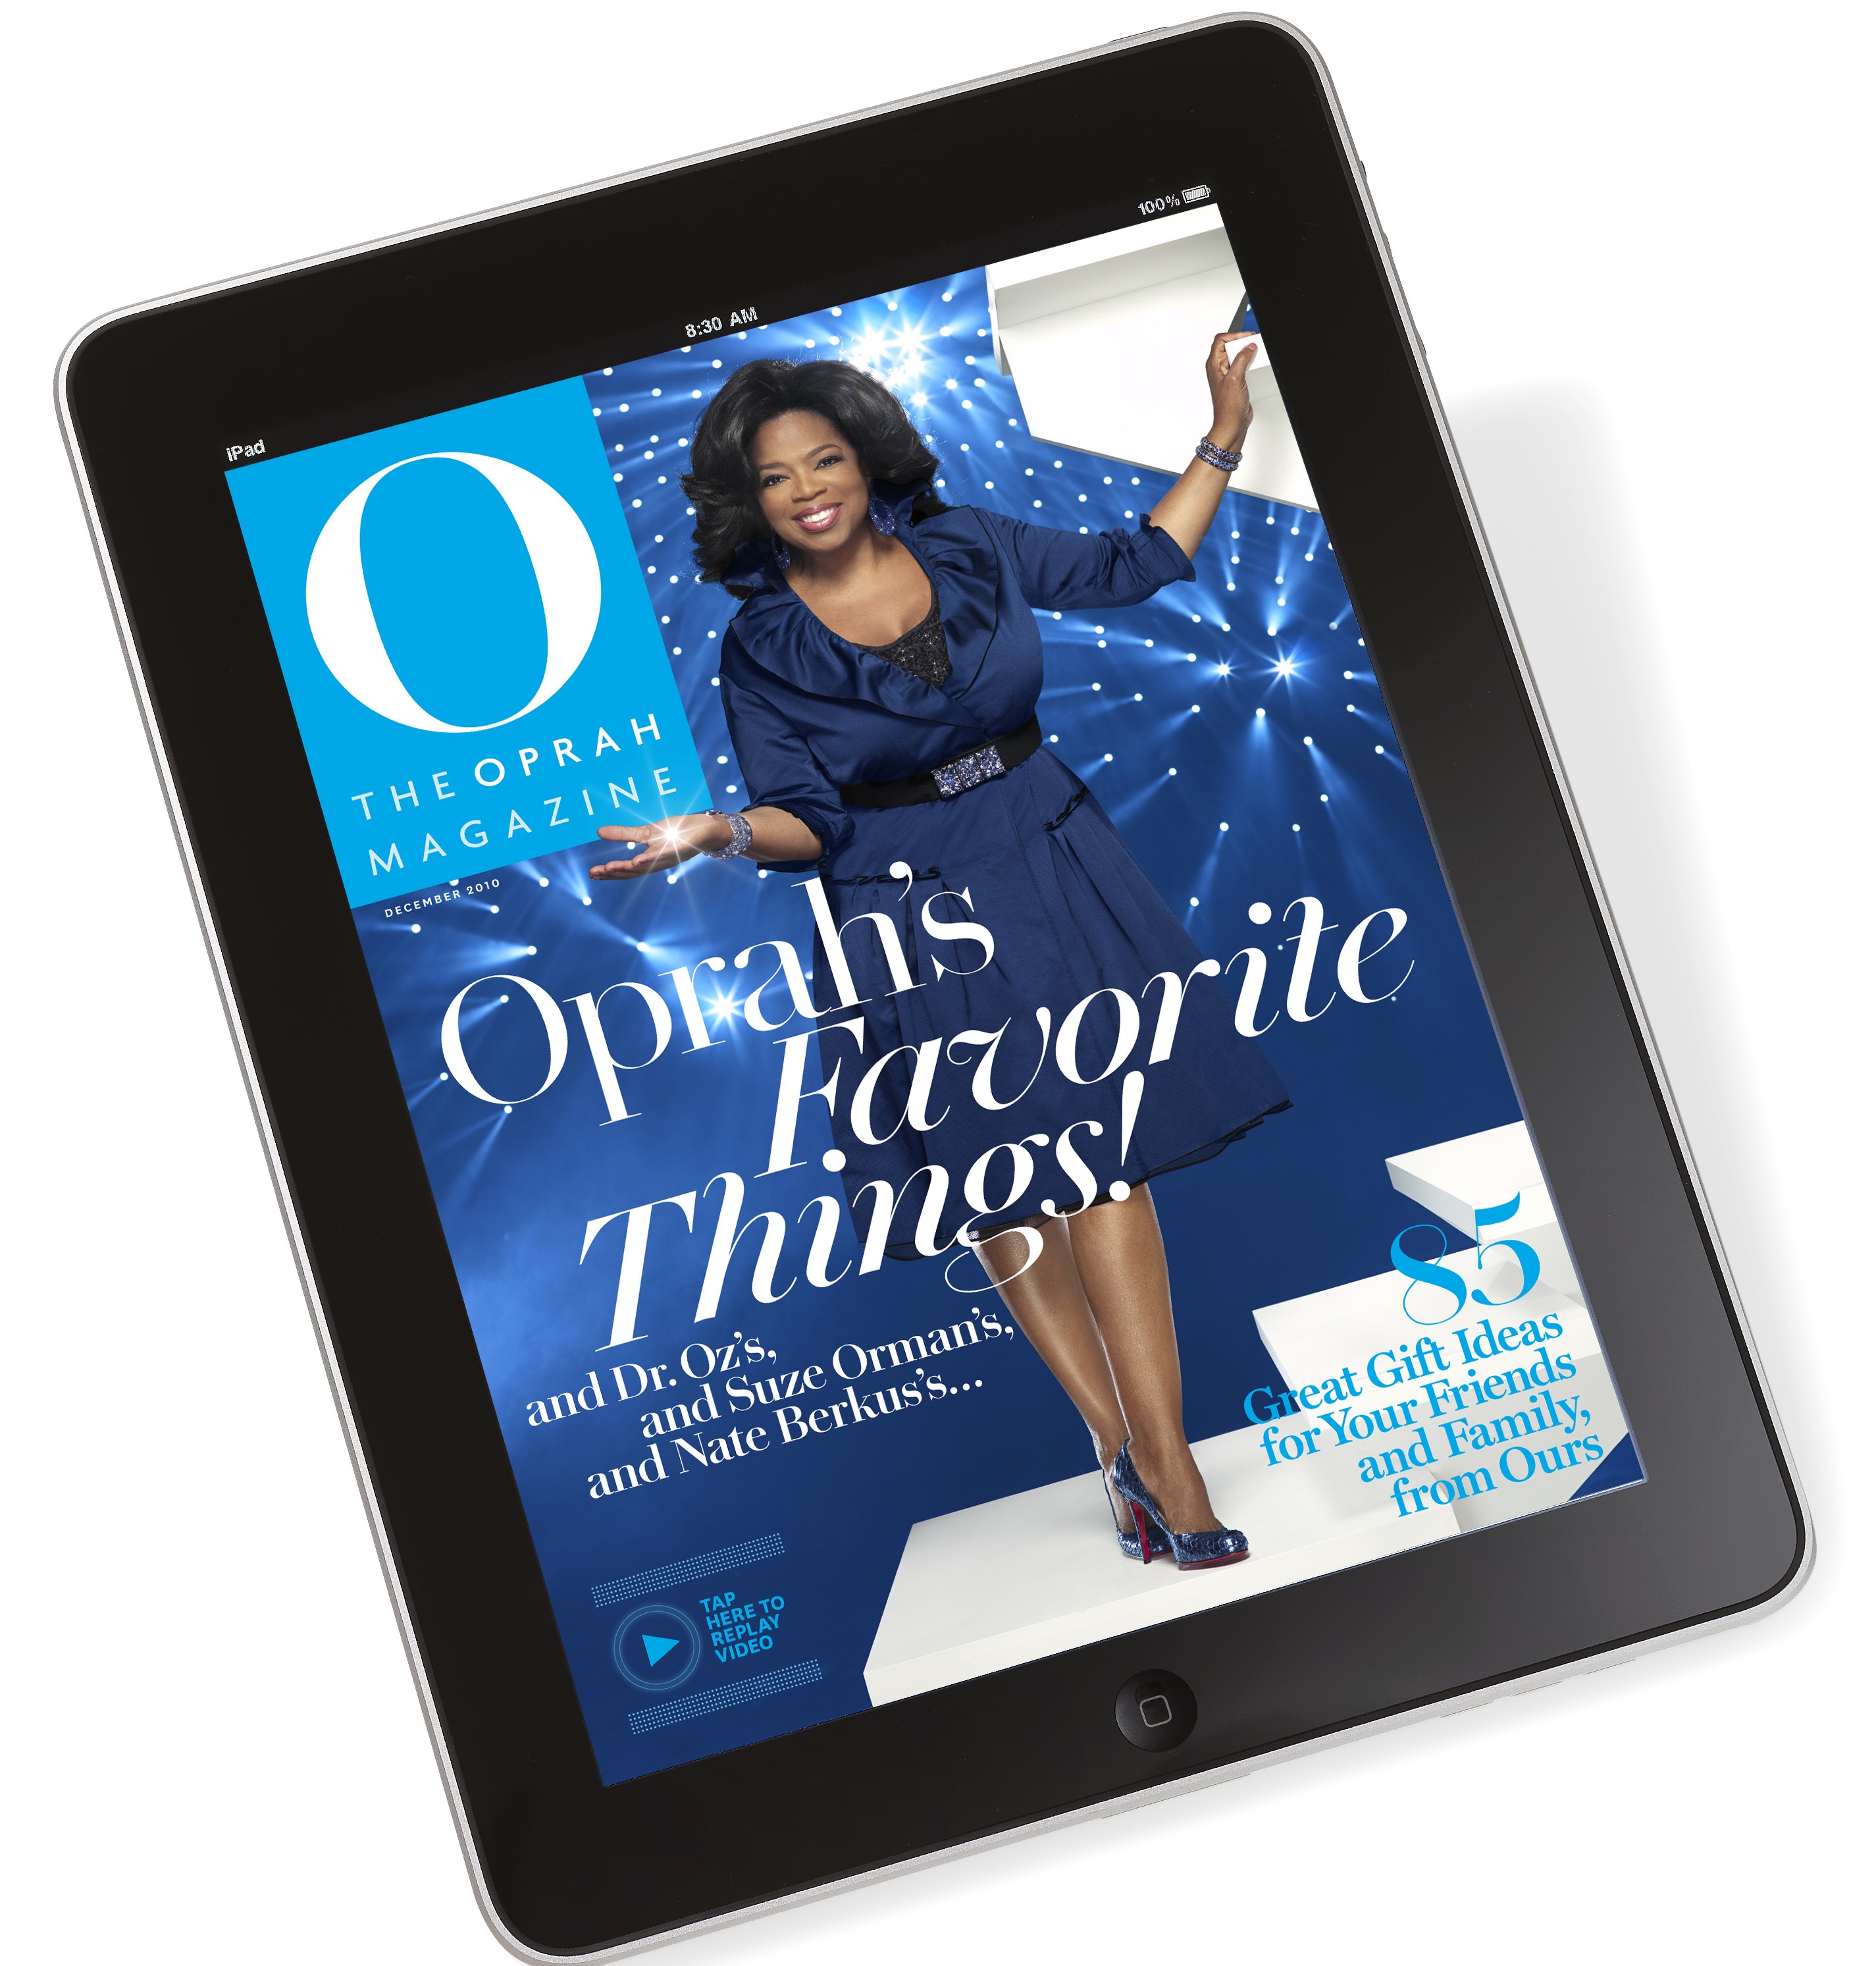 iPad
8:30 AM
100%
O
THE OPRAH
MAGAZINE
DECEMBER 2010
Oprah's
Favorite
Things!
and Dr. Oz's,
and Suze Orman's,
and Nate Berkus's...
85
Great Gift Ideas
for Your Friends
and Family,
from Ours
TAP
HERE TO
REPLAY
VIDEO